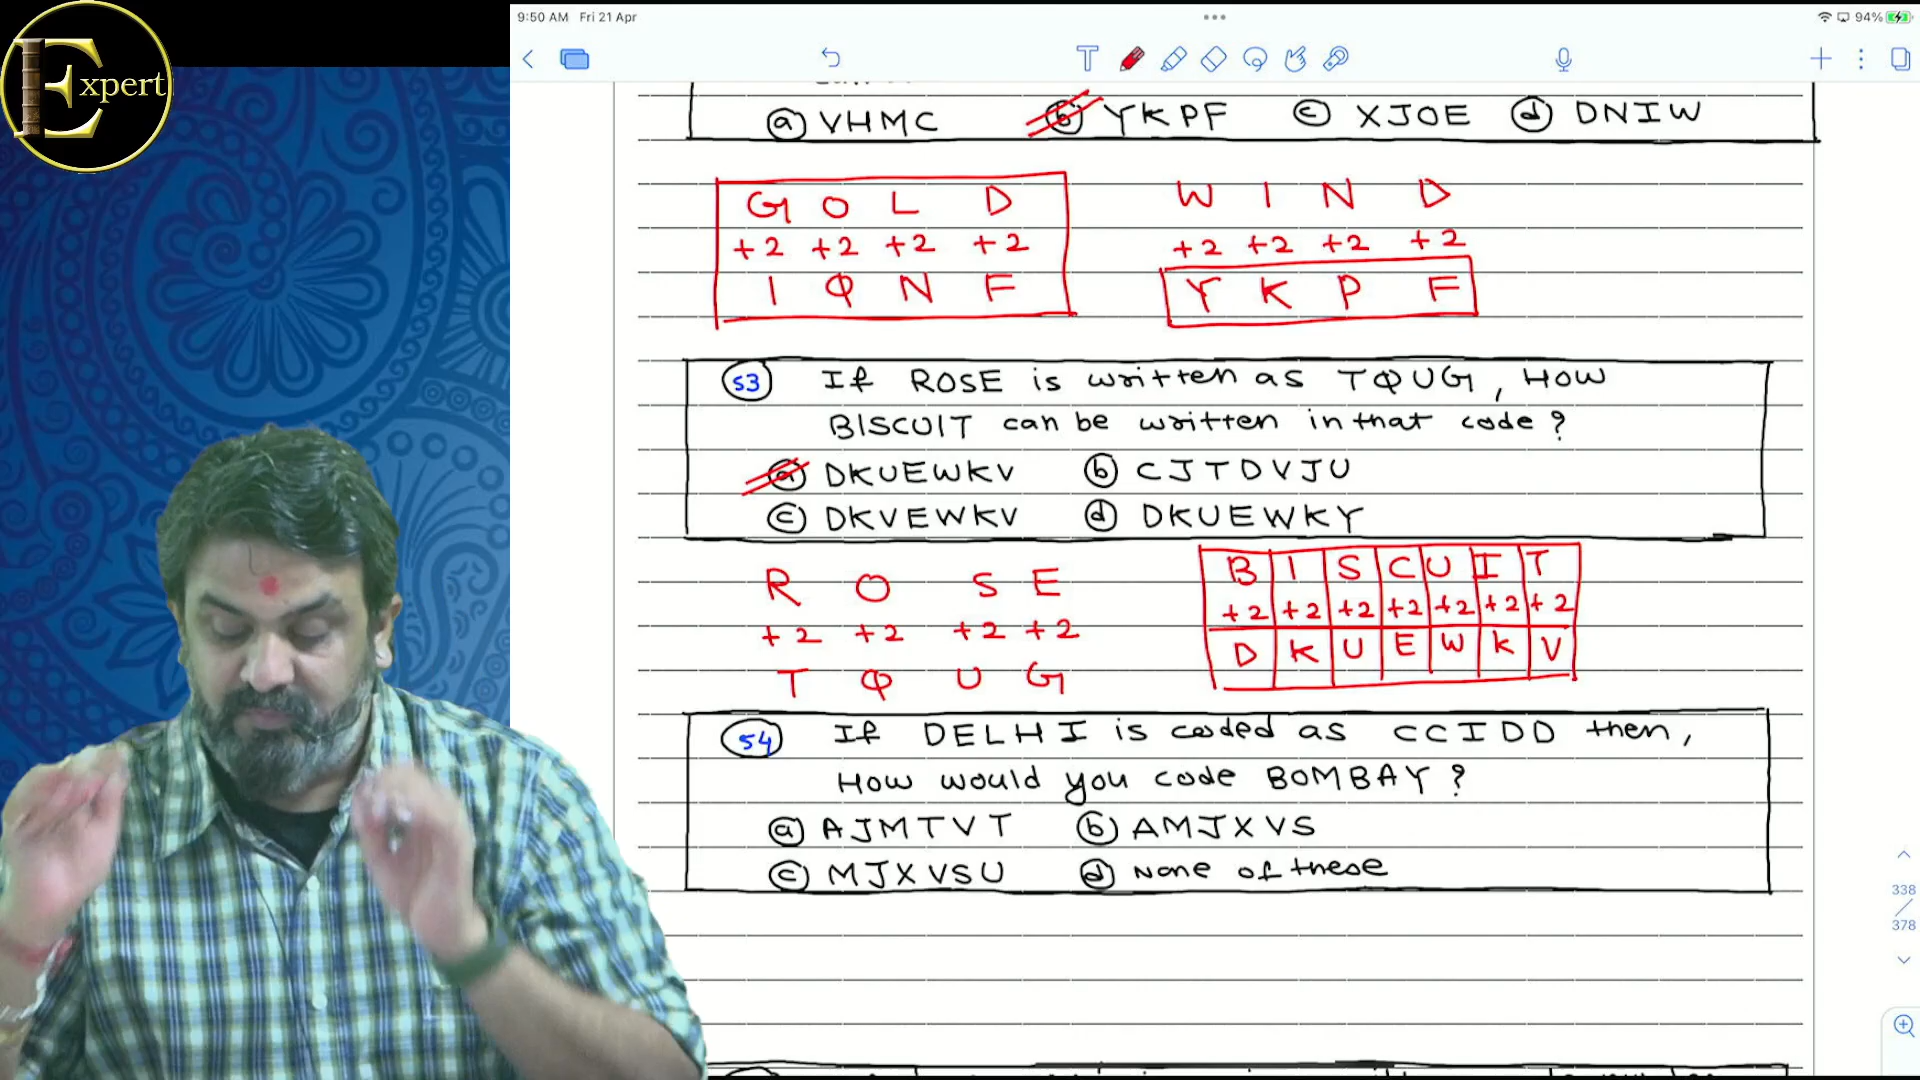 Expert
9:50 AM Fri 21 Apr
94%
(a) VHMC (b) YKPF (c) XJOE (d) DNIW
G O L D
+2 +2 +2 +2
I Q N F
W I N D
+2 +2 +2 +2
Y K P F
53 If ROSE is written as TQUG, How
BISCUIT can be written in that code?
(a) DKUEWKV (b) CJTDVJU
(c) DKVEWKV (d) DKUEWKY
R O S E
+2 +2 +2 +2
T Q U G
B I S C U I T
+2 +2 +2 +2 +2 +2 +2
D K U E W K V
54 If DELHI is coded as CCIDD then,
How would you code BOMBAY?
(a) AJMTVT (b) AMJXVS
(c) MJXVSU (d) None of these
338
378